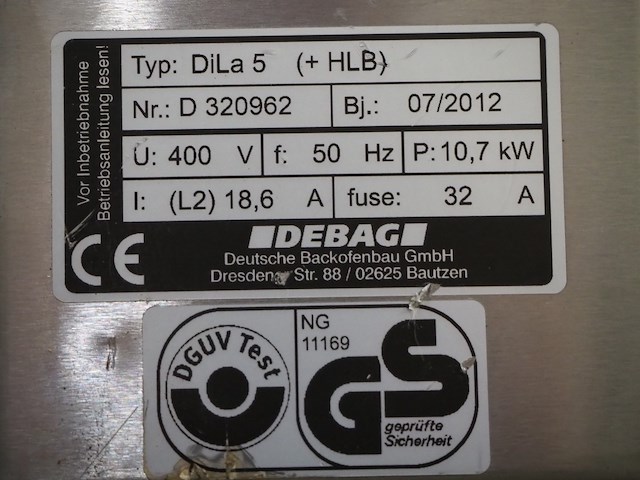 Vor Inbetriebnahme
Betriebsanleitung lesen!
Typ: DiLa 5 (+ HLB)
Nr.: D 320962 Bj.: 07/2012
U: 400 V f: 50 Hz P: 10,7 kW
I: (L2) 18,6 A fuse: 32 A
CE
DEBAG
Deutsche Backofenbau GmbH
Dresdener Str. 88 / 02625 Bautzen
DGUV Test
NG
11169
GS
geprüfte
Sicherheit